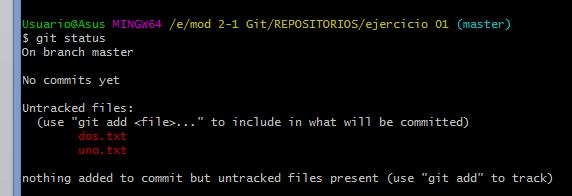 Usuario@Asus MINGW64 /e/mod 2-1 Git/REPOSITORIOS/ejercicio 01 (master)
$ git status
On branch master
No commits yet
Untracked files:
(use "git add <file>..." to include in what will be committed)
dos.txt
uno.txt
nothing added to commit but untracked files present (use "git add" to track)